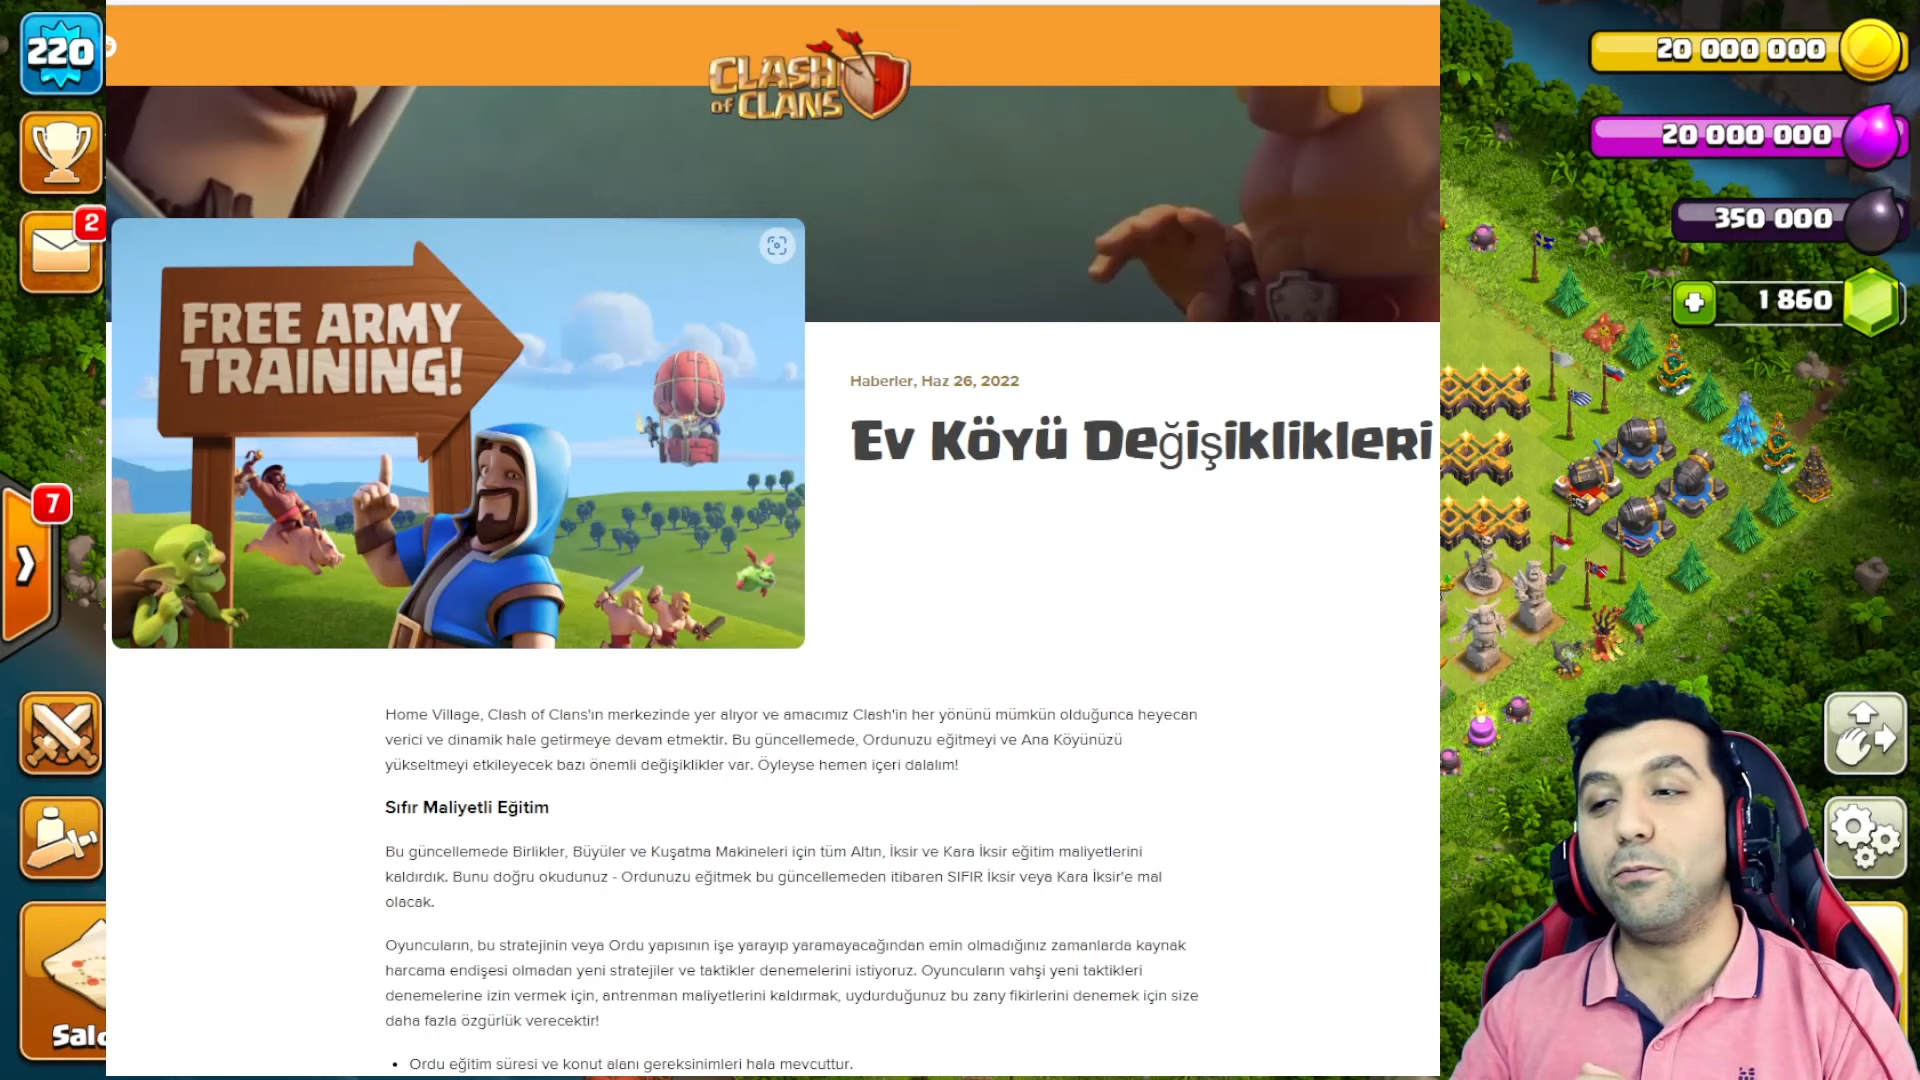 220
CLASH
OF CLANS
20 000 000
20 000 000
2
350 000
1 860
FREE ARMY
TRAINING!
Haberler, Haz 26, 2022
Ev Köyü Değişiklikleri
7
Home Village, Clash of Clans'ın merkezinde yer alıyor ve amacımız Clash'in her yönünü mümkün olduğunca heyecan
verici ve dinamik hale getirmeye devam etmektir. Bu güncellemede, Ordunuzu eğitmeyi ve Ana Köyünüzü
yükseltmeyi etkileyecek bazı önemli değişiklikler var. Öyleyse hemen içeri dalalım!
Sıfır Maliyetli Eğitim
Bu güncellemede Birlikler, Büyüler ve Kuşatma Makineleri için tüm Altın, İksir ve Kara İksir eğitim maliyetlerini
kaldırdık. Bunu doğru okudunuz - Ordunuzu eğitmek bu güncellemeden itibaren SIFIR İksir veya Kara İksir'e mal
olacak.
Oyuncuların, bu stratejinin veya Ordu yapısının işe yarayıp yaramayacağından emin olmadığınız zamanlarda kaynak
harcama endişesi olmadan yeni stratejiler ve taktikler denemelerini istiyoruz. Oyuncuların vahşi yeni taktikleri
denemelerine izin vermek için, antrenman maliyetlerini kaldırmak, uydurduğunuz bu zany fikirlerini denemek için size
daha fazla özgürlük verecektir!
• Ordu eğitim süresi ve konut alanı gereksinimleri hala mevcuttur.